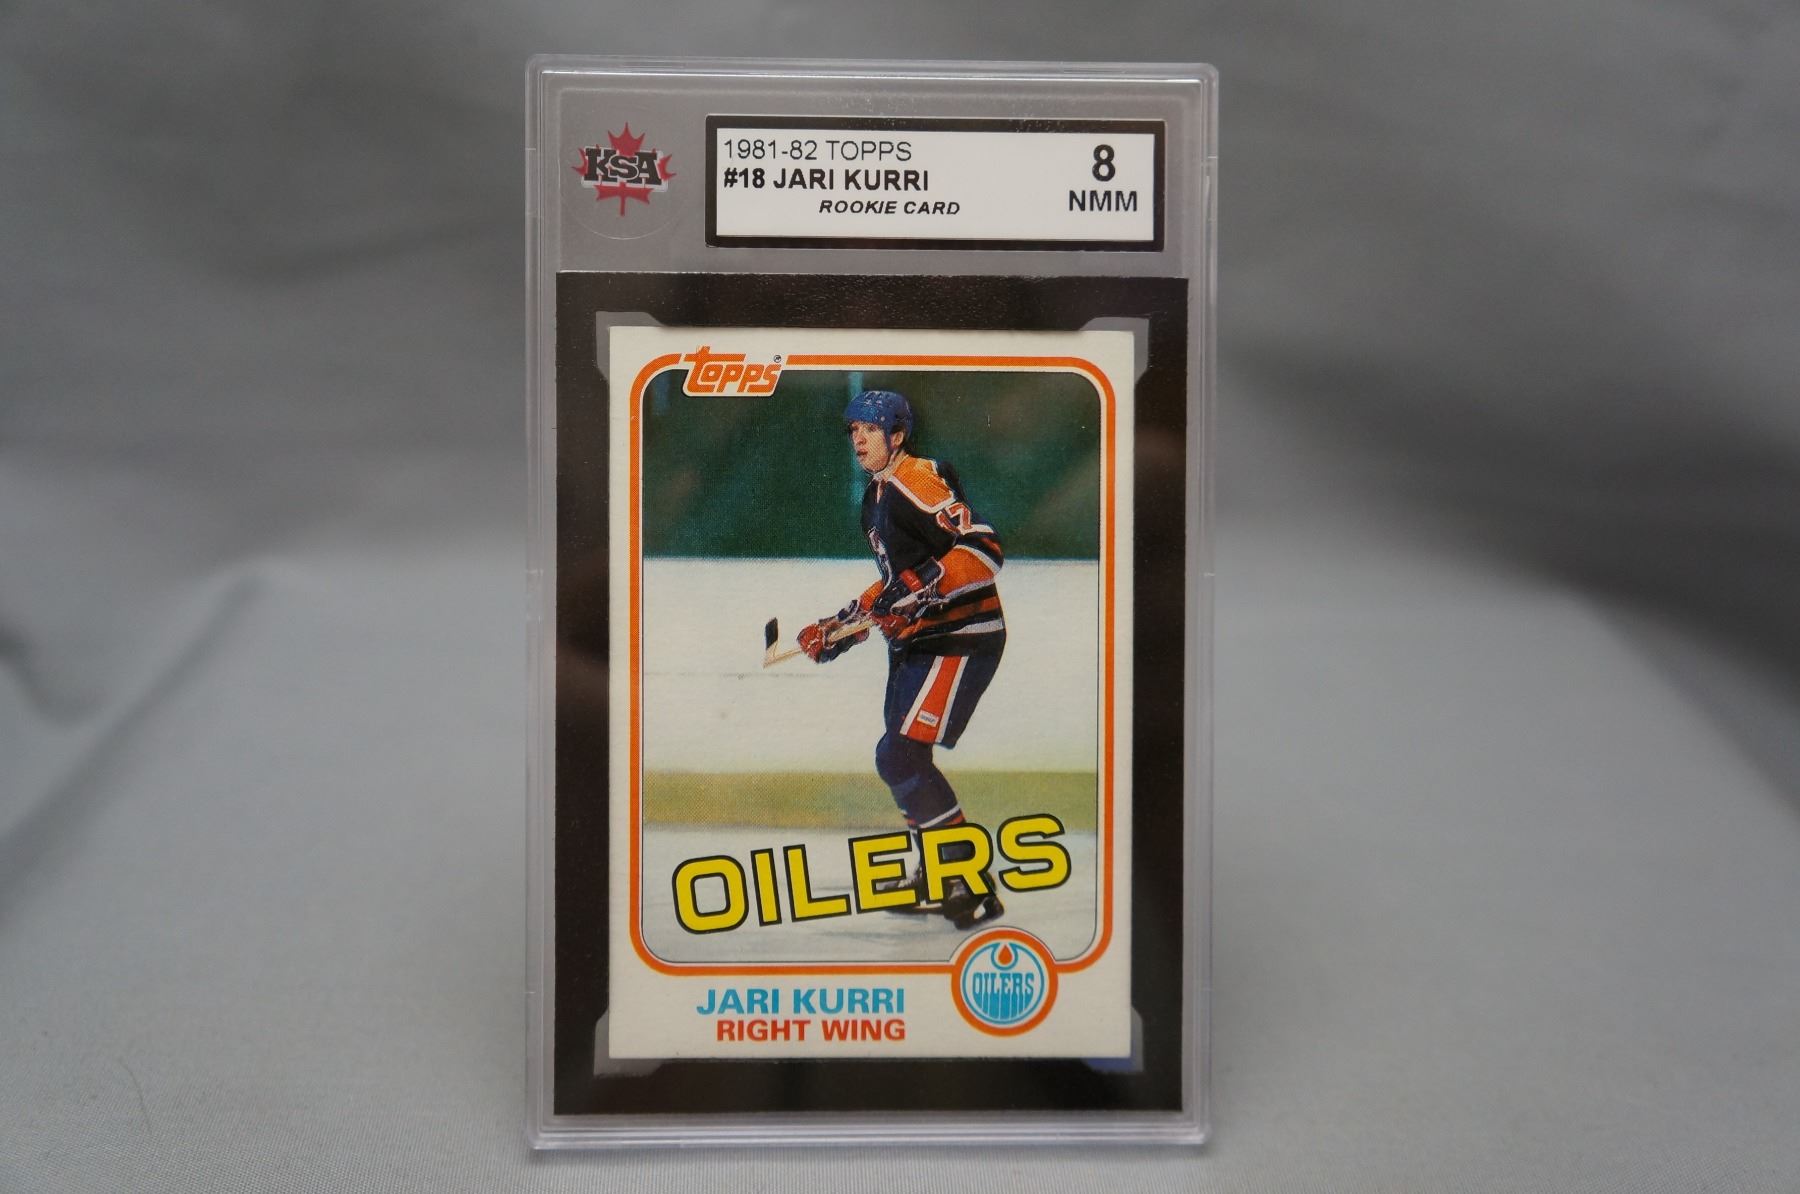 KSA
1981-82 TOPPS
#18 JARI KURRI
ROOKIE CARD
8
NMM
topps
OILERS
OILERS
JARI KURRI
RIGHT WING